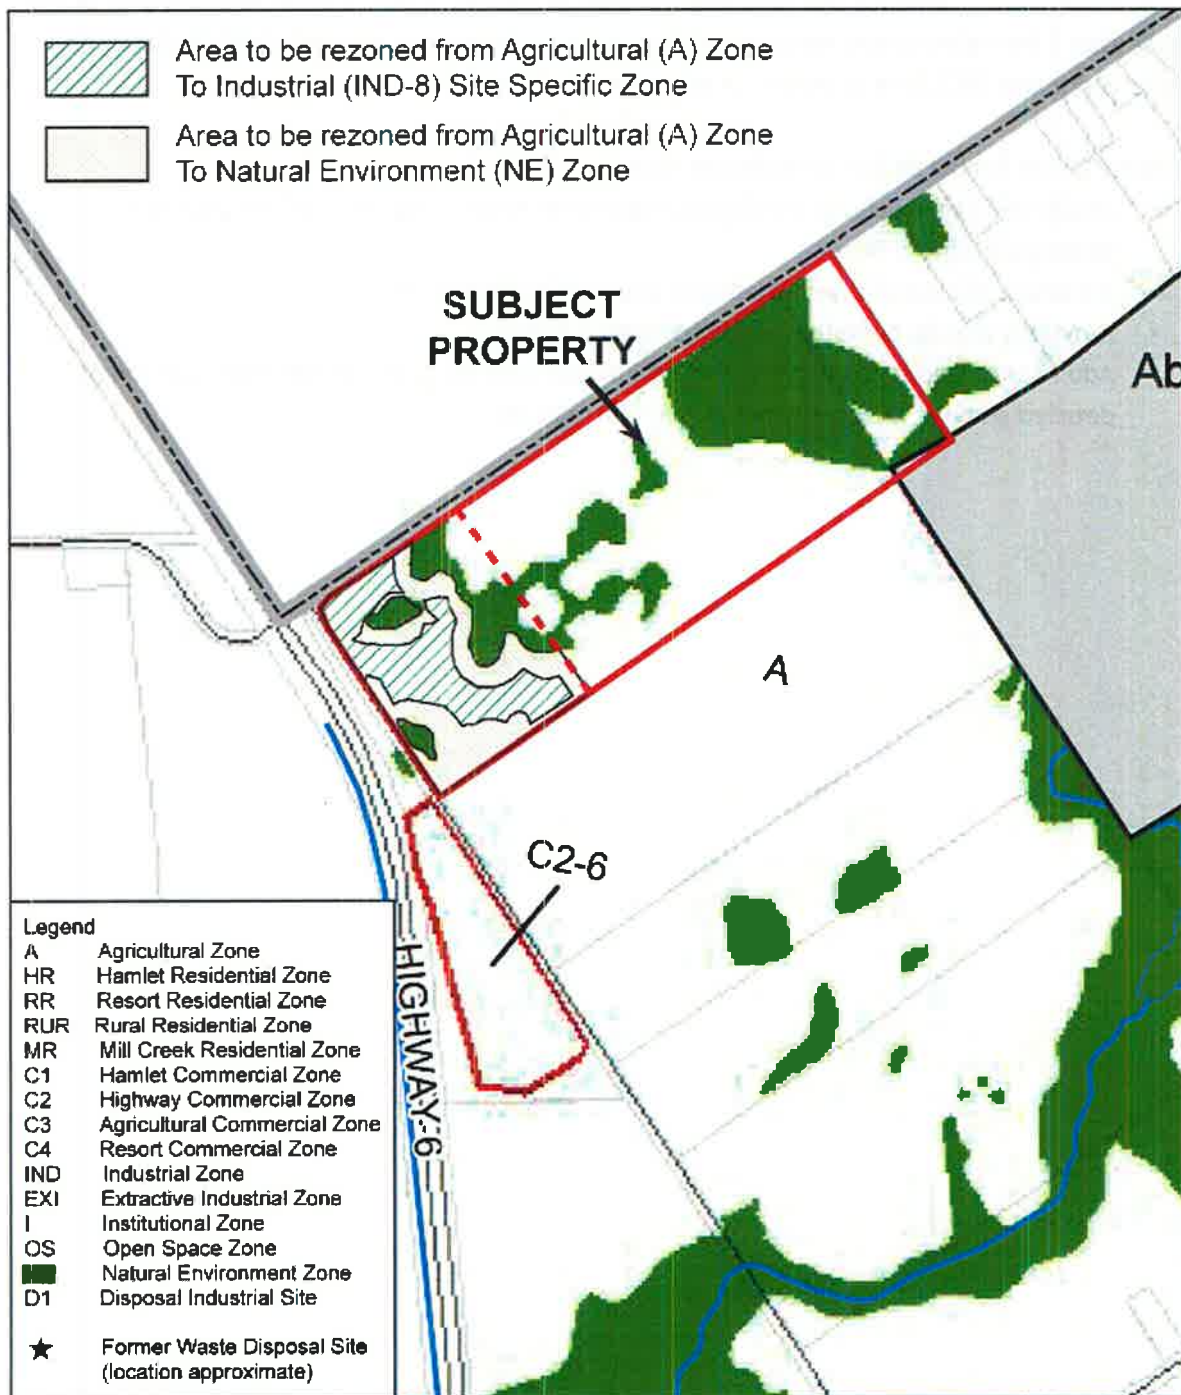 Area to be rezoned from Agricultural (A) Zone
To Industrial (IND-8) Site Specific Zone
Area to be rezoned from Agricultural (A) Zone
To Natural Environment (NE) Zone
SUBJECT
PROPERTY
Ab
A
C2-6
HIGHWAY 6
Legend
A Agricultural Zone
HR Hamlet Residential Zone
RR Resort Residential Zone
RUR Rural Residential Zone
MR Mill Creek Residential Zone
C1 Hamlet Commercial Zone
C2 Highway Commercial Zone
C3 Agricultural Commercial Zone
C4 Resort Commercial Zone
IND Industrial Zone
EXI Extractive Industrial Zone
I Institutional Zone
OS Open Space Zone
Natural Environment Zone
D1 Disposal Industrial Site
Former Waste Disposal Site
(location approximate)